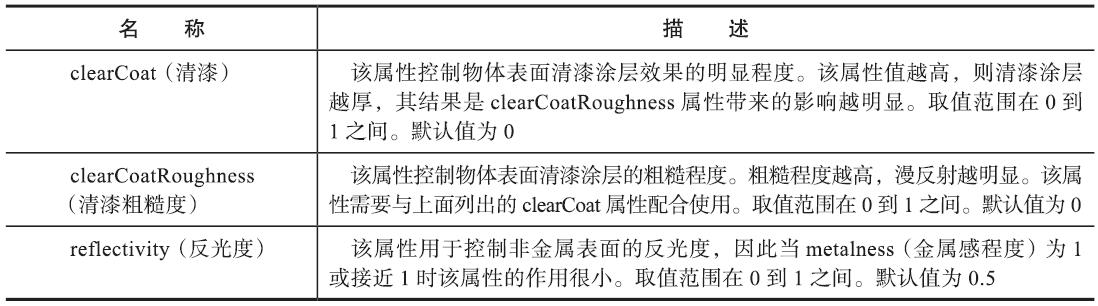 名 称 描 述
clearCoat（清漆） 该属性控制物体表面清漆涂层效果的明显程度。该属性值越高，则清漆涂层
越厚，其结果是 clearCoatRoughness 属性带来的影响越明显。取值范围在 0 到
1 之间。默认值为 0
clearCoatRoughness 该属性控制物体表面清漆涂层的粗糙程度。粗糙程度越高，漫反射越明显。该属
（清漆粗糙度） 性需要与上面列出的 clearCoat 属性配合使用。取值范围在 0 到 1 之间。默认值为 0
reflectivity（反光度） 该属性用于控制非金属表面的反光度，因此当 metalness（金属感程度）为 1
或接近 1 时该属性的作用很小。取值范围在 0 到 1 之间。默认值为 0.5